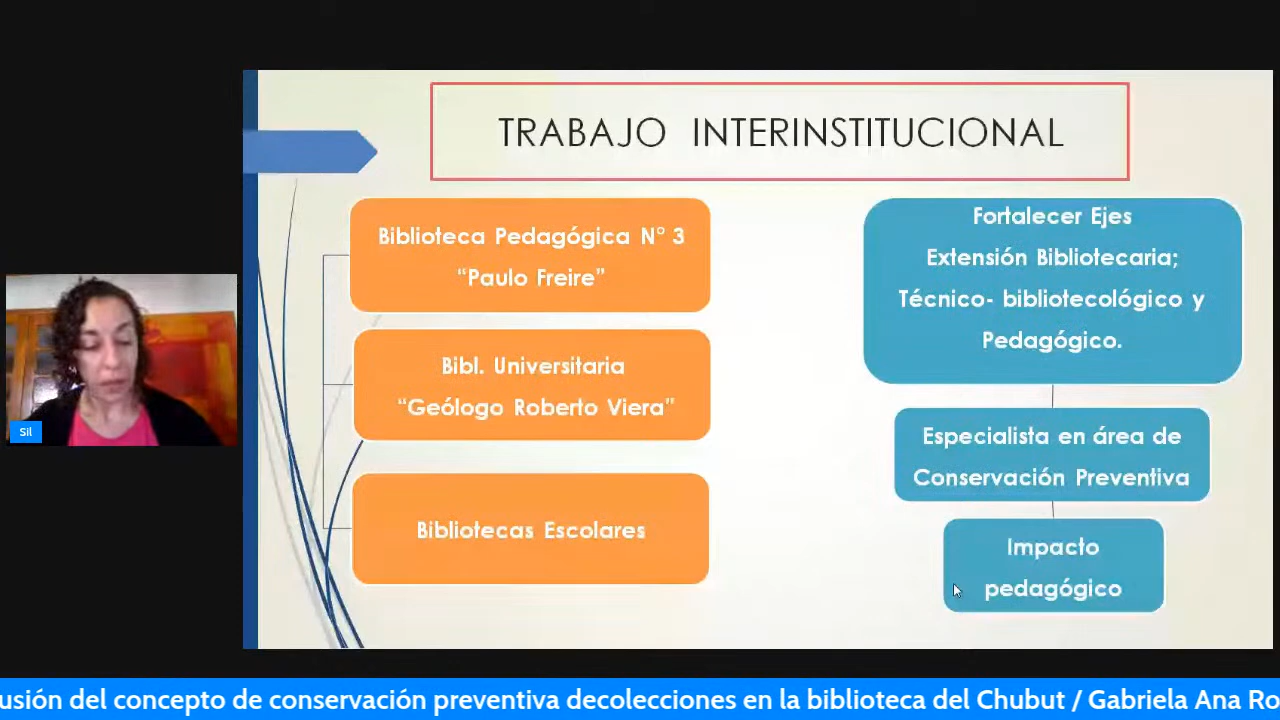 TRABAJO INTERINSTITUCIONAL
Biblioteca Pedagógica N° 3
“Paulo Freire”
Bibl. Universitaria
“Geólogo Roberto Viera”
Bibliotecas Escolares
Fortalecer Ejes
Extensión Bibliotecaria;
Técnico- bibliotecológico y
Pedagógico.
Especialista en área de
Conservación Preventiva
Impacto
pedagógico
Sil
usión del concepto de conservación preventiva decolecciones en la biblioteca del Chubut / Gabriela Ana Ro